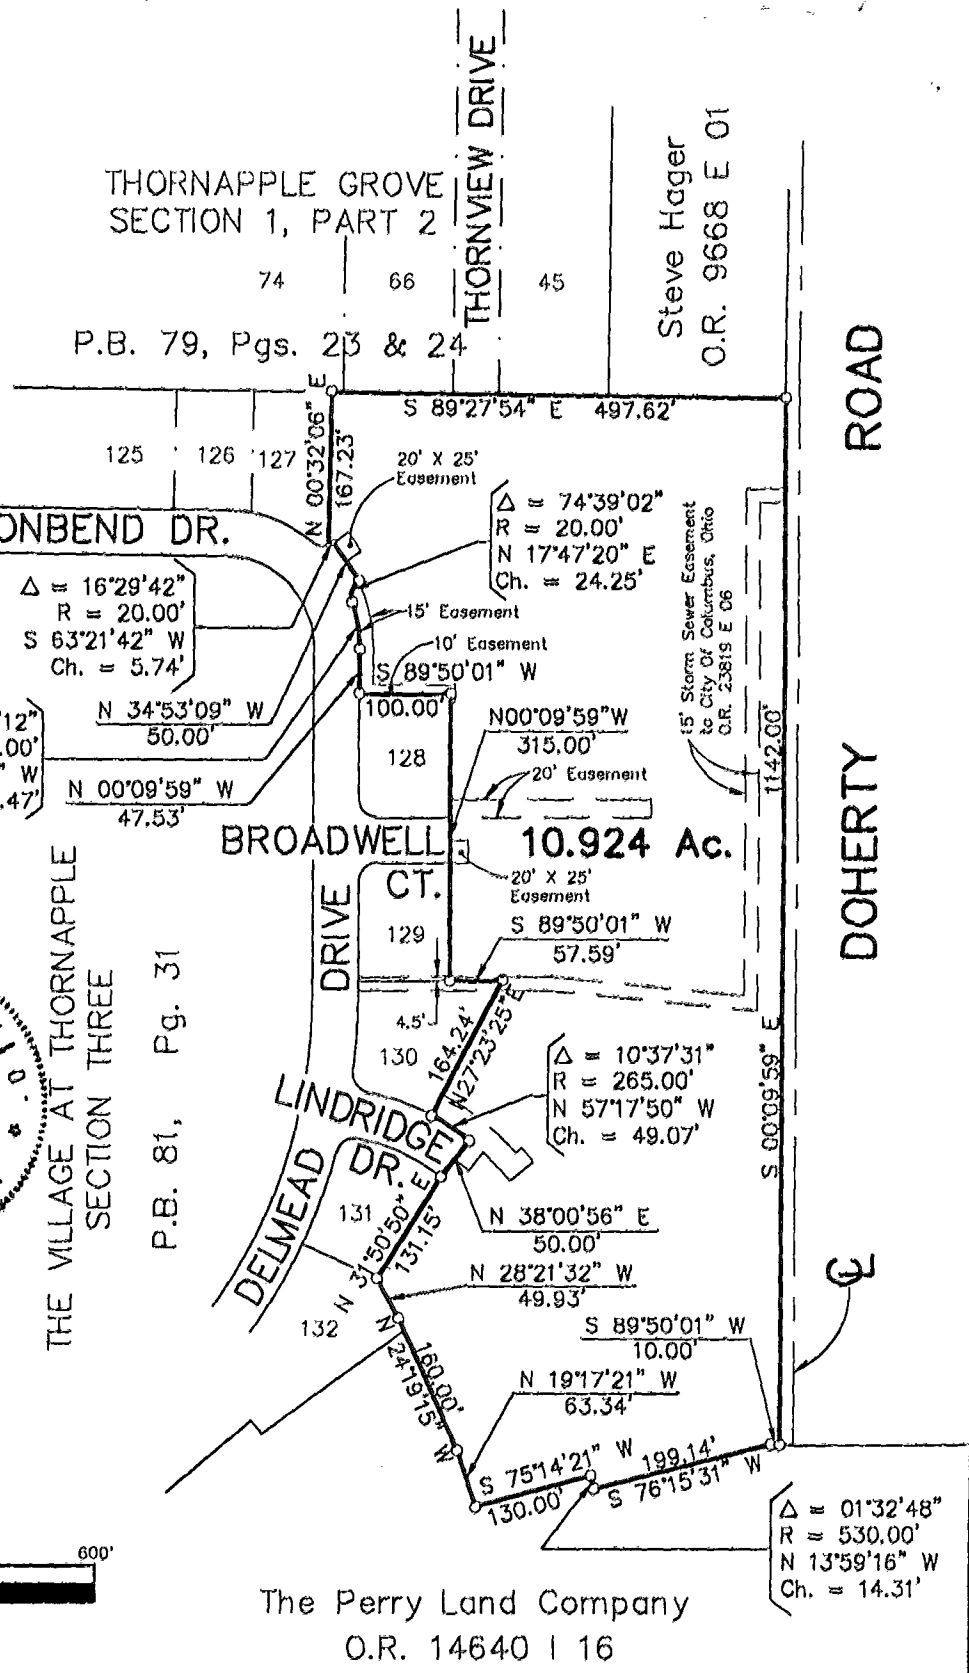 THORNVIEW DRIVE
THORNAPPLE GROVE
SECTION 1, PART 2
74
66
45
Steve Hager
O.R. 9668 E 01
P.B. 79, Pgs. 23 & 24
ROAD
S 89°27'54" E 497.62'
N 00°32'06" E
167.23'
125
126
127
20' X 25'
Easement
ONBEND DR.
Δ = 74°39'02"
R = 20.00'
N 17°47'20" E
Ch. = 24.25'
15' Storm Sewer Easement
to City Of Columbus, Ohio
O.R. 23819 E 06
Δ = 16°29'42"
R = 20.00'
S 63°21'42" W
Ch. = 5.74'
15' Easement
10' Easement
S 89°50'01" W
100.00'
N 34°53'09" W
50.00'
12"
.00'
" W
.47'
N 00°09'59" W
47.53'
128
N00°09'59"W
315.00'
20' Easement
1142.00'
DOHERTY
BROADWELL
CT.
10.924 Ac.
20' X 25'
Easement
DRIVE
129
S 89°50'01" W
57.59'
THE VILLAGE AT THORNAPPLE
SECTION THREE
P.B. 81, Pg. 31
4.5'
130
164.24'
N27°23'25"E
Δ = 10°37'31"
R = 265.00'
N 57°17'50" W
Ch. = 49.07'
S 00°09'59" E
LINDRIDGE
DR.
DELMEAD
131
N 31°50'50" E
131.15'
N 38°00'56" E
50.00'
N 28°21'32" W
49.93'
132
S 89°50'01" W
10.00'
160.00'
N 24°19'15" W
N 19°17'21" W
63.34'
S 75°14'21" W
130.00'
199.14'
S 76°15'31" W
Δ = 01°32'48"
R = 530.00'
N 13°59'16" W
Ch. = 14.31'
600'
The Perry Land Company
O.R. 14640 I 16